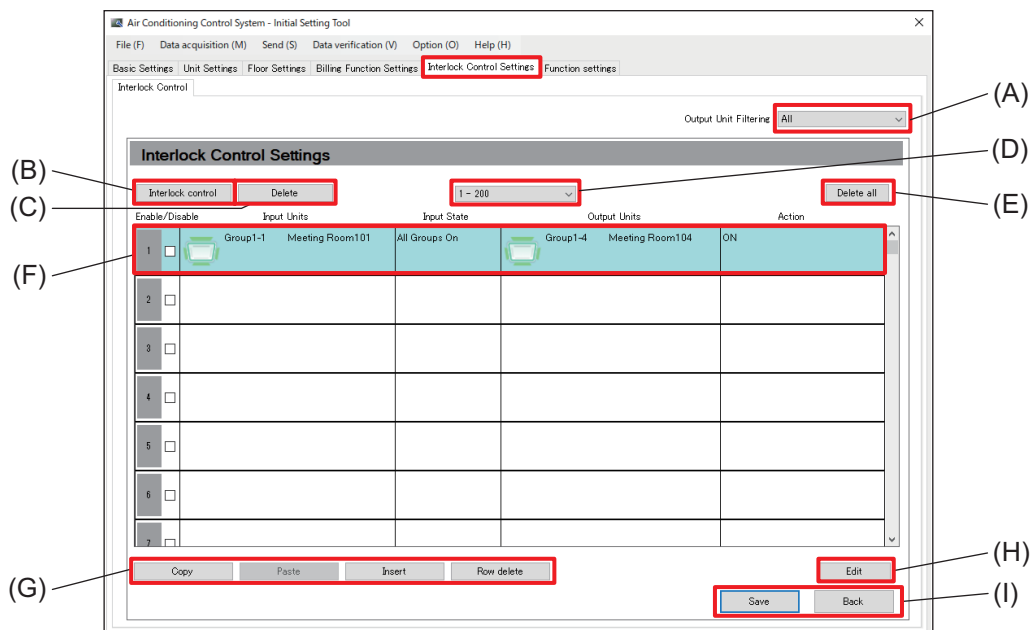 Air Conditioning Control System - Initial Setting Tool
File (F) Data acquisition (M) Send (S) Data verification (V) Option (O) Help (H)
Basic Settings Unit Settings Floor Settings Billing Function Settings Interlock Control Settings Function settings
Interlock Control
(A)
Output Unit Filtering All
Interlock Control Settings
(D)
(B)
Interlock control Delete 1 - 200 Delete all
(C)
(E)
Enable/Disable Input Units Input State Output Units Action
1 Group1-1 Meeting Room101 All Groups On Group1-4 Meeting Room104 ON
(F)
2
3
4
5
6
7
(H)
Copy Paste Insert Row delete Edit
(G)
(I)
Save Back